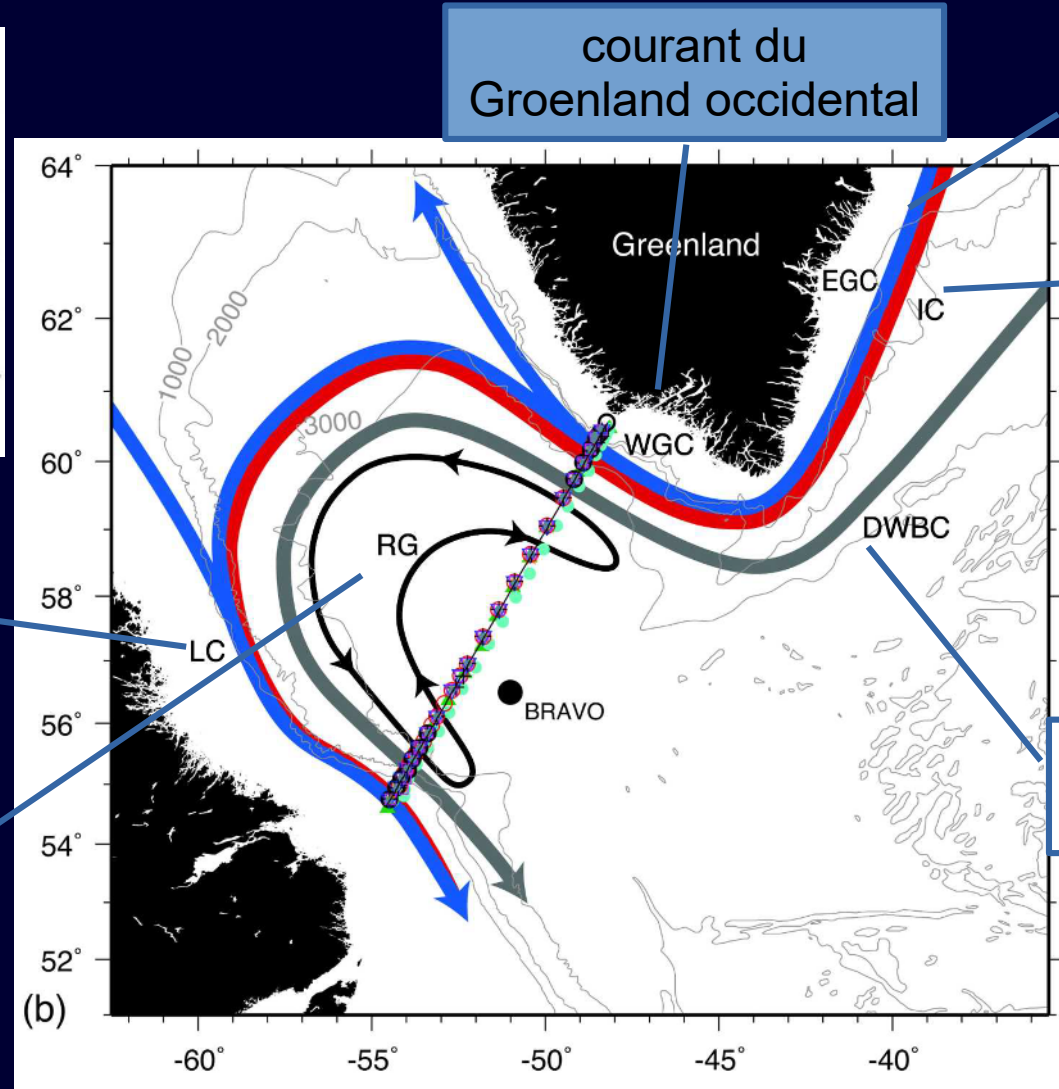 courant du
Groenland occidental
64°
62°
60°
58°
56°
54°
52°
Greenland
EGC
IC
2000
1000
3000
WGC
DWBC
RG
LC
BRAVO
(b)
-60°
-55°
-50°
-45°
-40°